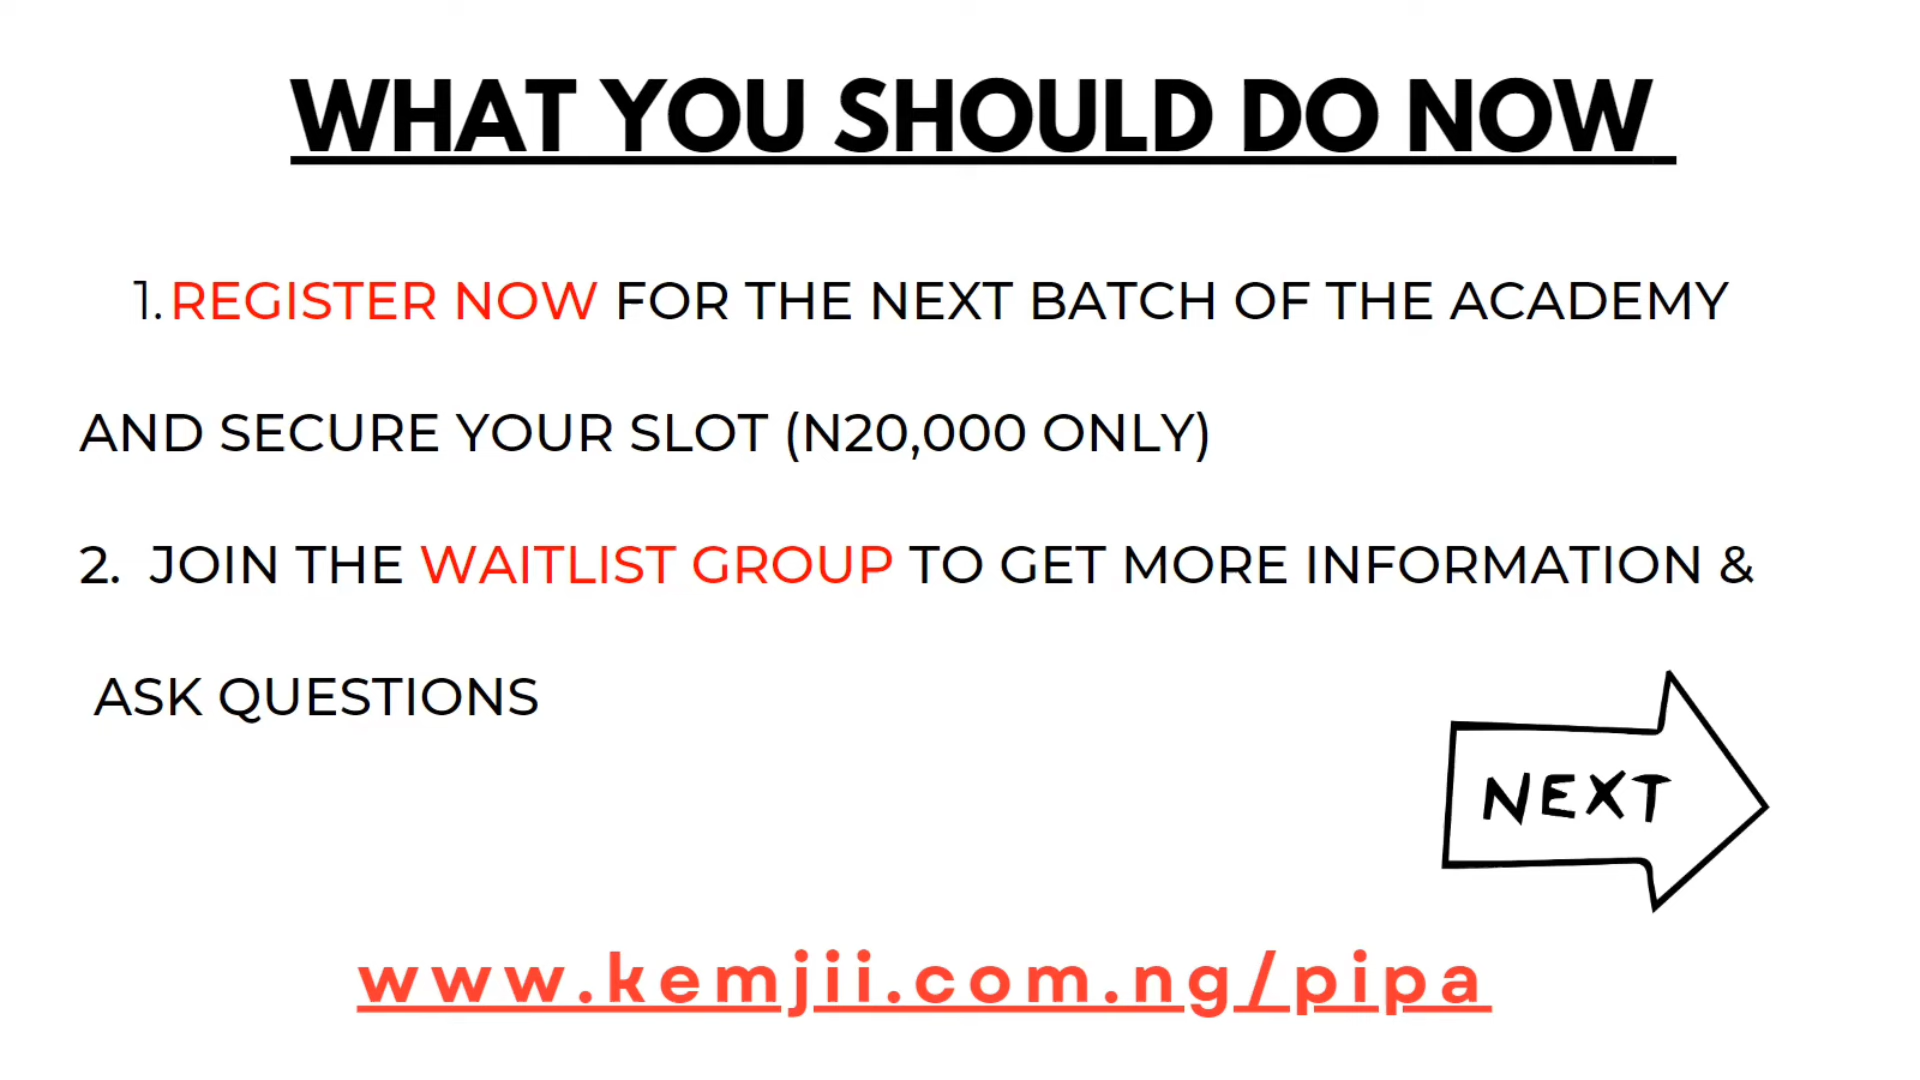 WHAT YOU SHOULD DO NOW
1. REGISTER NOW FOR THE NEXT BATCH OF THE ACADEMY
AND SECURE YOUR SLOT (N20,000 ONLY)
2. JOIN THE WAITLIST GROUP TO GET MORE INFORMATION &
ASK QUESTIONS
NEXT
www.kemjii.com.ng/pipa